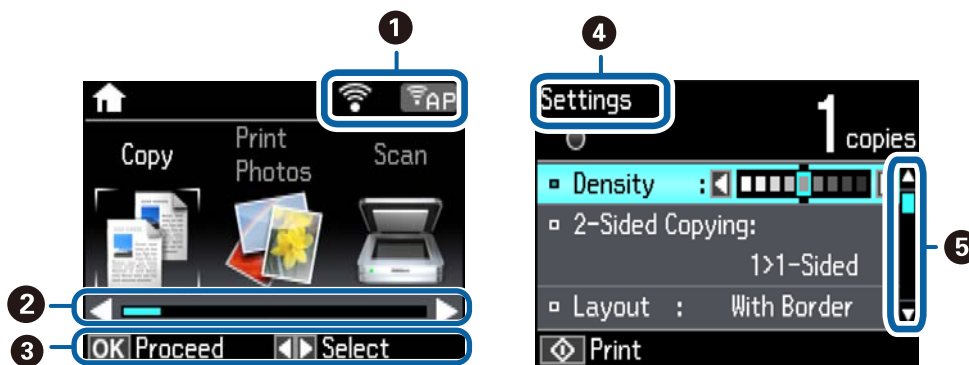 1
4
AP
Copy
Print
Photos
Scan
2
OK Proceed
Select
3
Settings
1 copies
Density :
2-Sided Copying:
1>1-Sided
Layout : With Border
Print
5